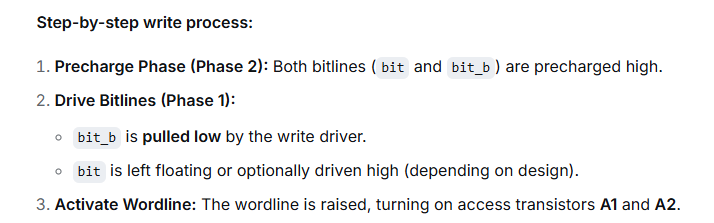 Step-by-step write process:
1. Precharge Phase (Phase 2): Both bitlines ( bit and bit_b ) are precharged high.
2. Drive Bitlines (Phase 1):
○ bit_b is pulled low by the write driver.
○ bit is left floating or optionally driven high (depending on design).
3. Activate Wordline: The wordline is raised, turning on access transistors A1 and A2.